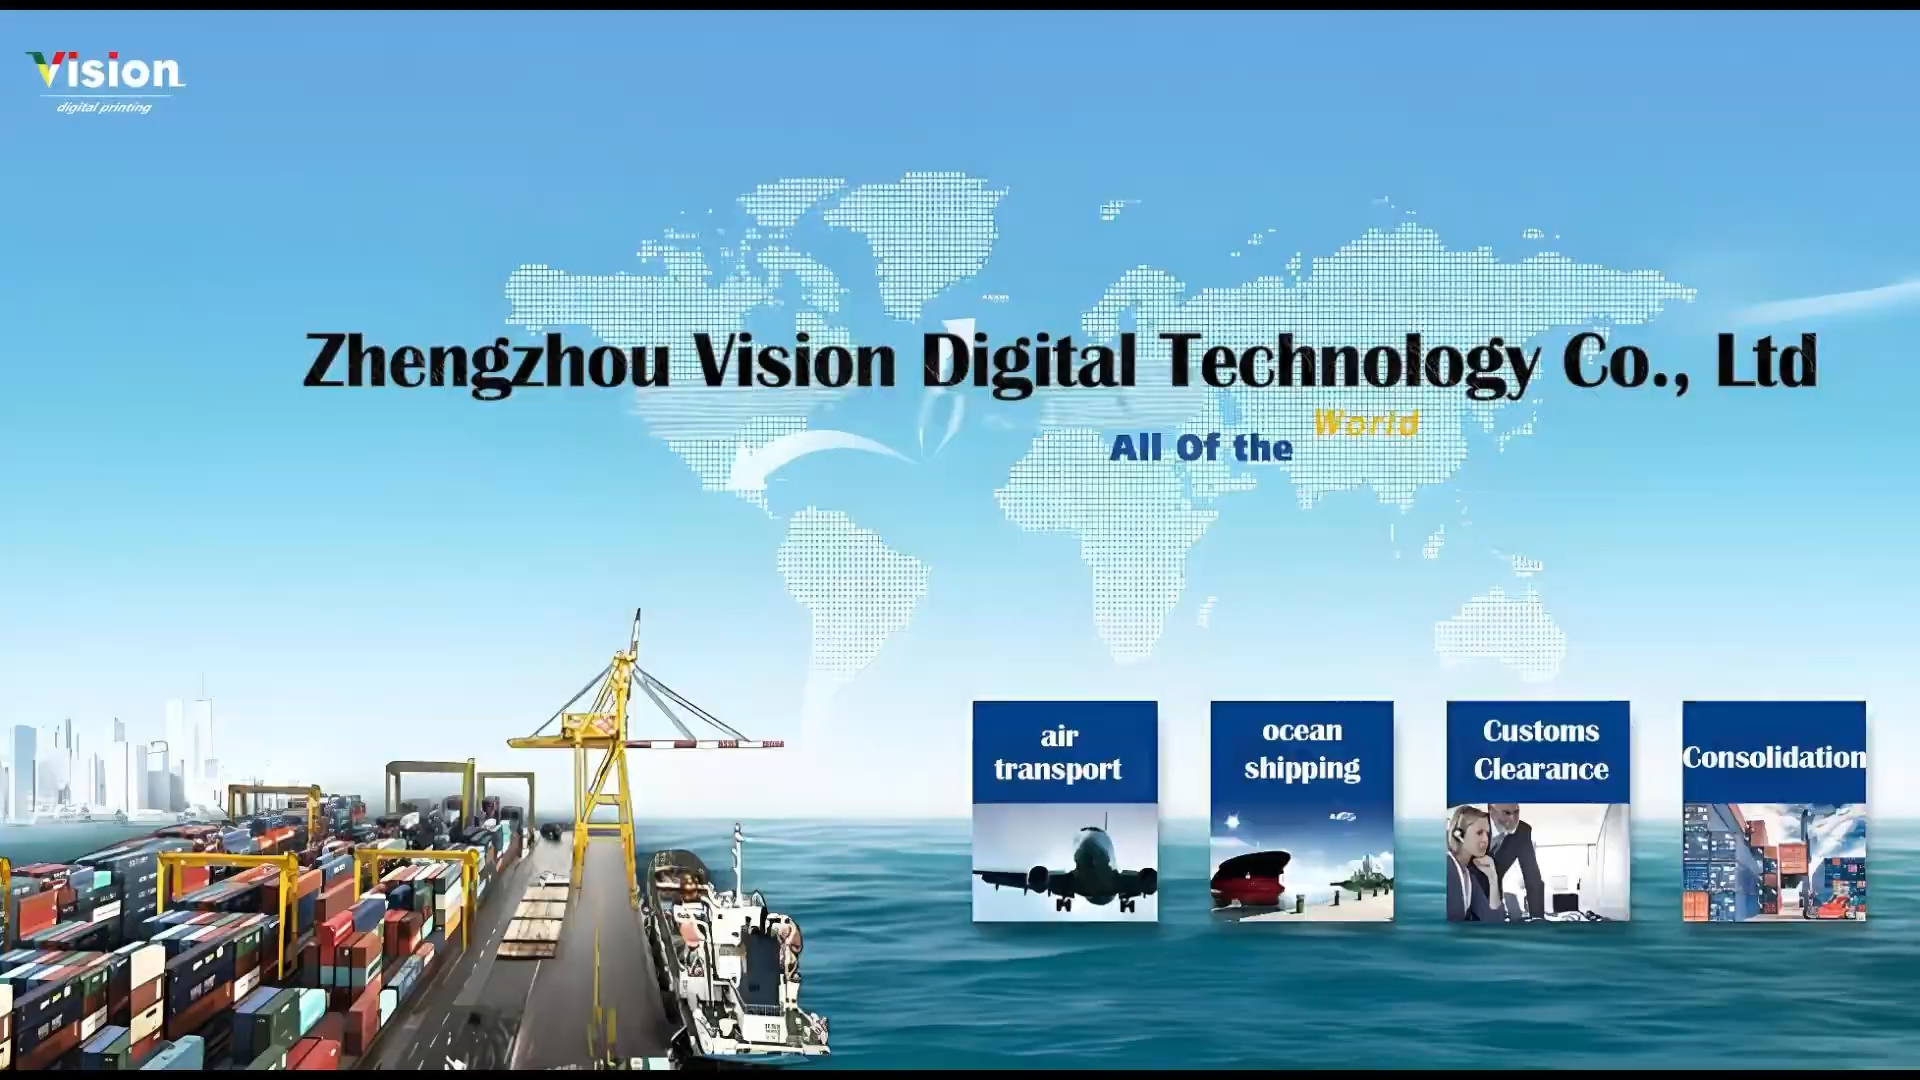 Vision
digital printing
Zhengzhou Vision Digital Technology Co., Ltd
World
All Of the
air
transport
ocean
shipping
Customs
Clearance
Consolidation